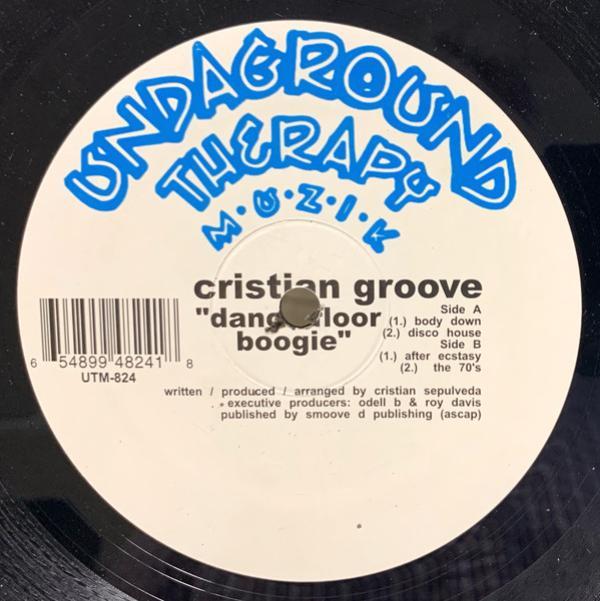 UNDAGROUND
THERAPY
M·U·Z·I·K
cristian groove
"dancefloor
boogie"
Side A
(1.) body down
(2.) disco house
Side B
(1.) after ecstasy
(2.) the 70's
6 54899 48241 8
UTM-824
written / produced / arranged by cristian sepulveda
executive producers: odell b & roy davis
published by smoove d publishing (ascap)